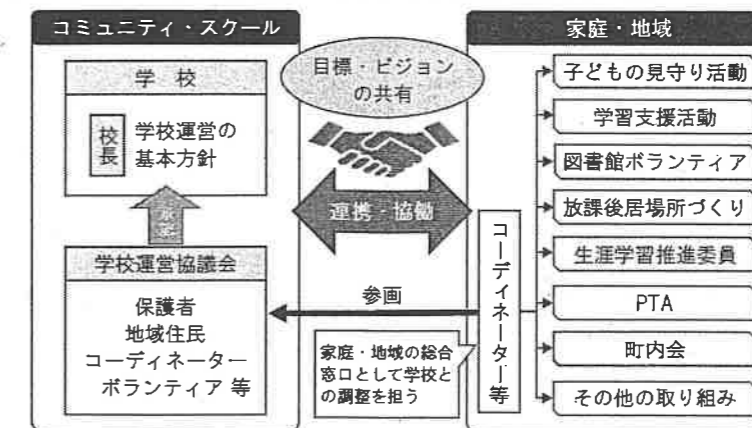 コミュニティ・スクール
学 校
校長
学校運営の
基本方針
学校運営協議会
保護者
地域住民
コーディネーター
ボランティア 等
目標・ビジョン
の共有
連携・協働
参画
家庭・地域の総合
窓口として学校と
の調整を担う
コーディネーター等
家庭・地域
子どもの見守り活動
学習支援活動
図書館ボランティア
放課後居場所づくり
生涯学習推進委員
PTA
町内会
その他の取り組み